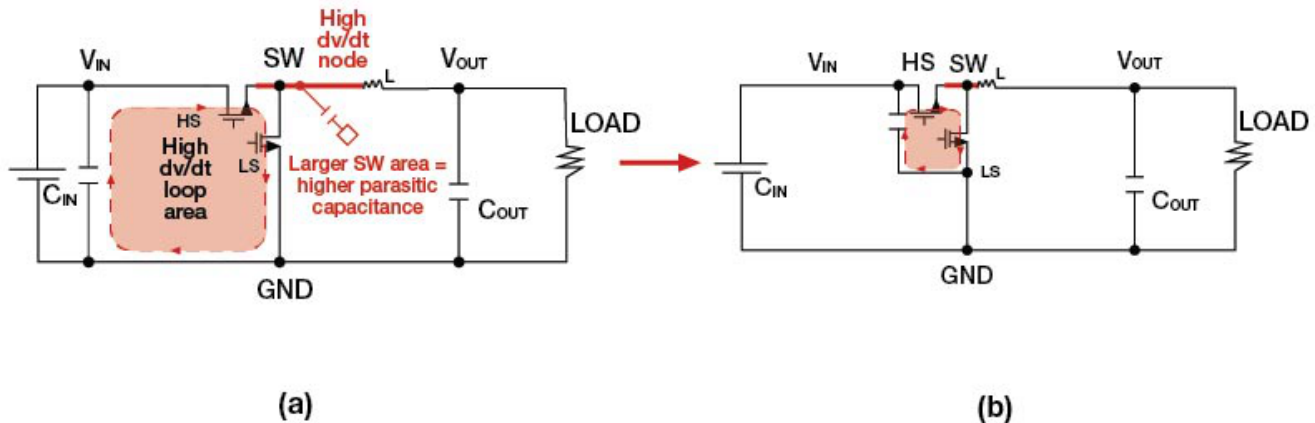 High
dv/dt
node
VIN
SW
L
VOUT
HS
High
dv/dt
loop
area
LS
Larger SW area =
higher parasitic
capacitance
CIN
COUT
LOAD
GND
(a)
VIN
HS
SW
L
VOUT
LOAD
LS
CIN
COUT
GND
(b)